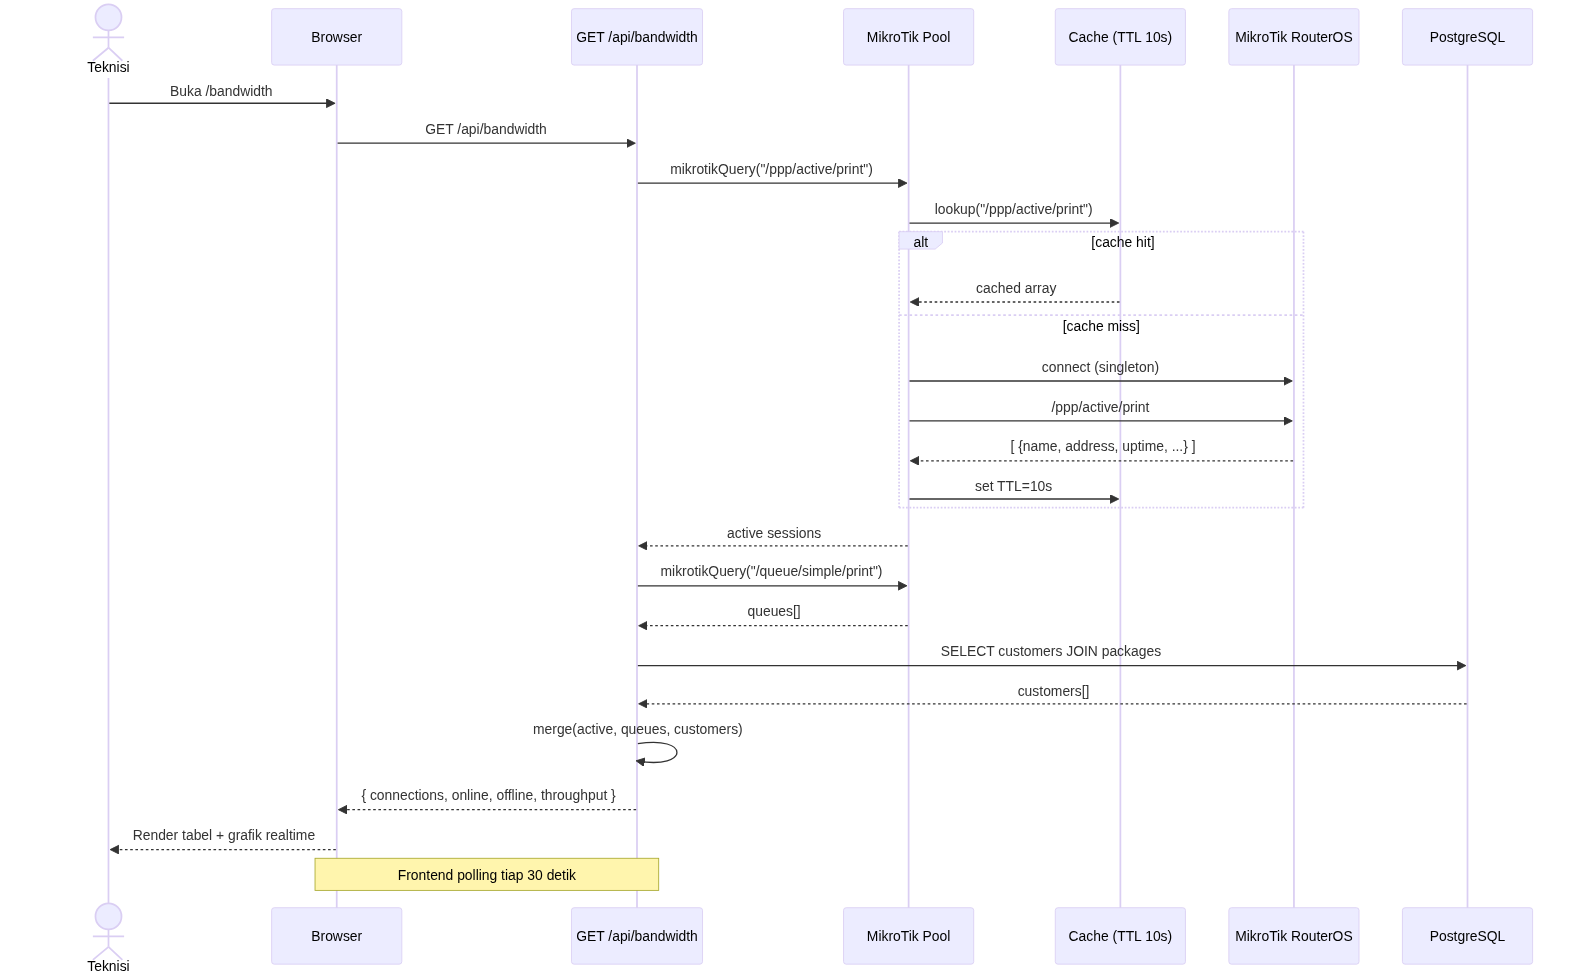 Teknisi
Browser
GET /api/bandwidth
MikroTik Pool
Cache (TTL 10s)
MikroTik RouterOS
PostgreSQL
Buka /bandwidth
GET /api/bandwidth
mikrotikQuery("/ppp/active/print")
lookup("/ppp/active/print")
alt
[cache hit]
cached array
[cache miss]
connect (singleton)
/ppp/active/print
[ {name, address, uptime, ...} ]
set TTL=10s
active sessions
mikrotikQuery("/queue/simple/print")
queues[]
SELECT customers JOIN packages
customers[]
merge(active, queues, customers)
{ connections, online, offline, throughput }
Render tabel + grafik realtime
Frontend polling tiap 30 detik
Teknisi
Browser
GET /api/bandwidth
MikroTik Pool
Cache (TTL 10s)
MikroTik RouterOS
PostgreSQL